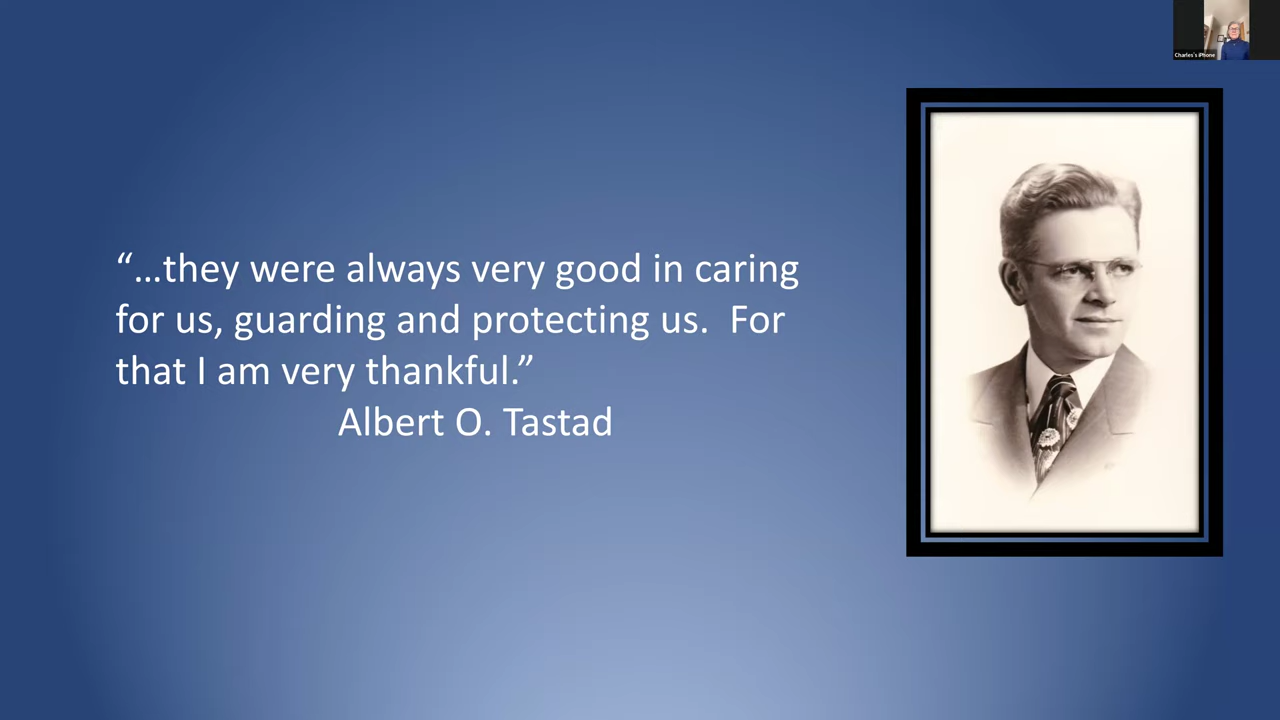 Charles's iPhone
“...they were always very good in caring
for us, guarding and protecting us.  For
that I am very thankful.”
Albert O. Tastad